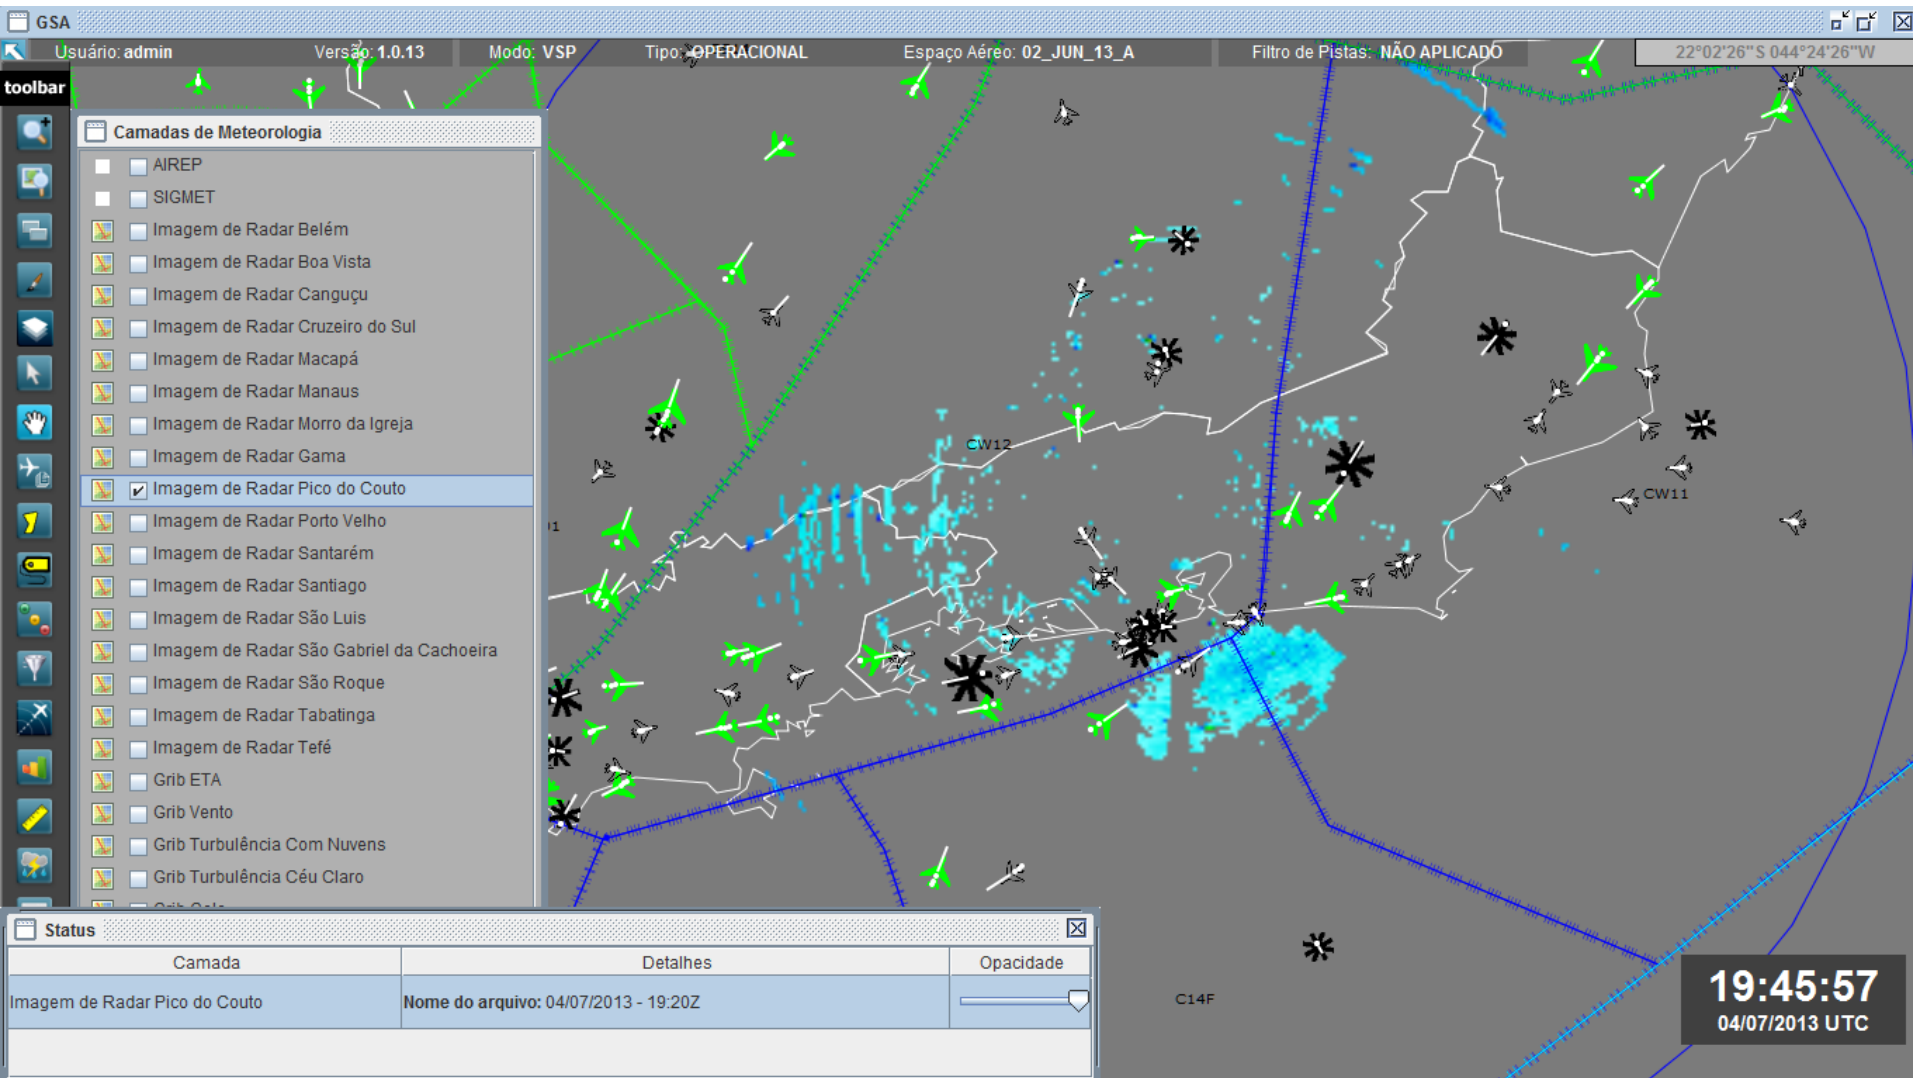 GSA
Usuário: admin
Versão: 1.0.13
Modo: VSP
Tipo: OPERACIONAL
Espaço Aéreo: 02_JUN_13_A
Filtro de Pistas: NÃO APLICADO
22°02'26"S 044°24'26"W
toolbar
Camadas de Meteorologia
AIREP
SIGMET
Imagem de Radar Belém
Imagem de Radar Boa Vista
Imagem de Radar Canguçu
Imagem de Radar Cruzeiro do Sul
Imagem de Radar Macapá
Imagem de Radar Manaus
Imagem de Radar Morro da Igreja
Imagem de Radar Gama
Imagem de Radar Pico do Couto
Imagem de Radar Porto Velho
Imagem de Radar Santarém
Imagem de Radar Santiago
Imagem de Radar São Luis
Imagem de Radar São Gabriel da Cachoeira
Imagem de Radar São Roque
Imagem de Radar Tabatinga
Imagem de Radar Tefé
Grib ETA
Grib Vento
Grib Turbulência Com Nuvens
Grib Turbulência Céu Claro
CW12
CW11
C14F
Status
Camada
Detalhes
Opacidade
Imagem de Radar Pico do Couto
Nome do arquivo: 04/07/2013 - 19:20Z
19:45:57
04/07/2013 UTC